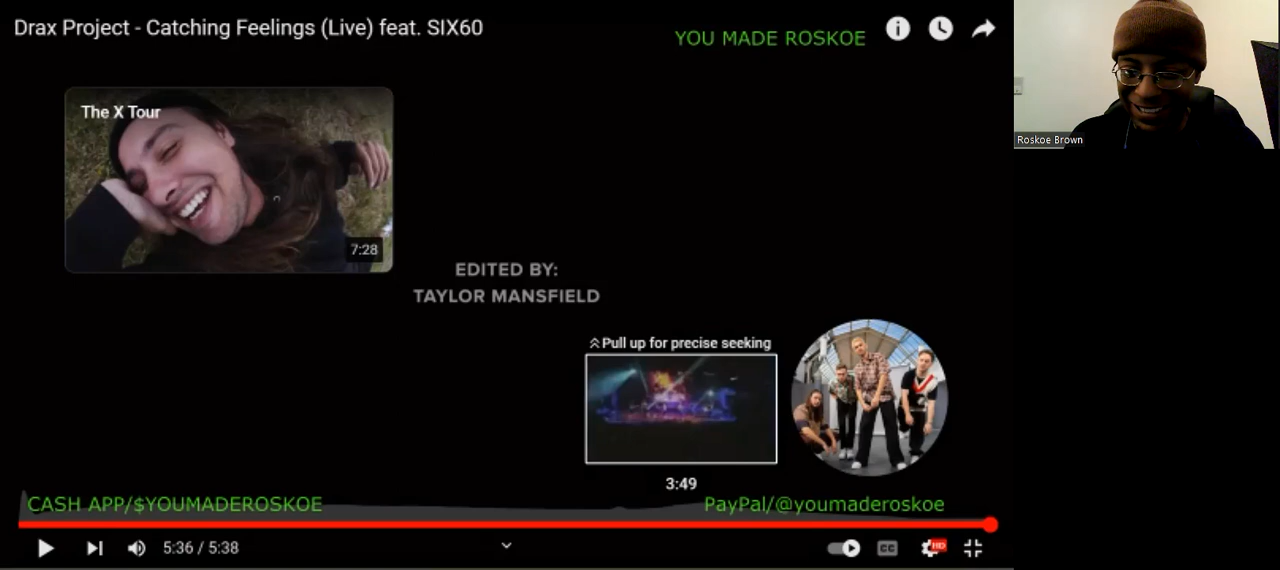 Drax Project - Catching Feelings (Live) feat. SIX60
YOU MADE ROSKOE
The X Tour
7:28
Roskoe Brown
EDITED BY:
TAYLOR MANSFIELD
Pull up for precise seeking
3:49
CASH APP/$YOUMADEROSKOE
PayPal/@youmaderoskoe
5:36 / 5:38
CC
HD